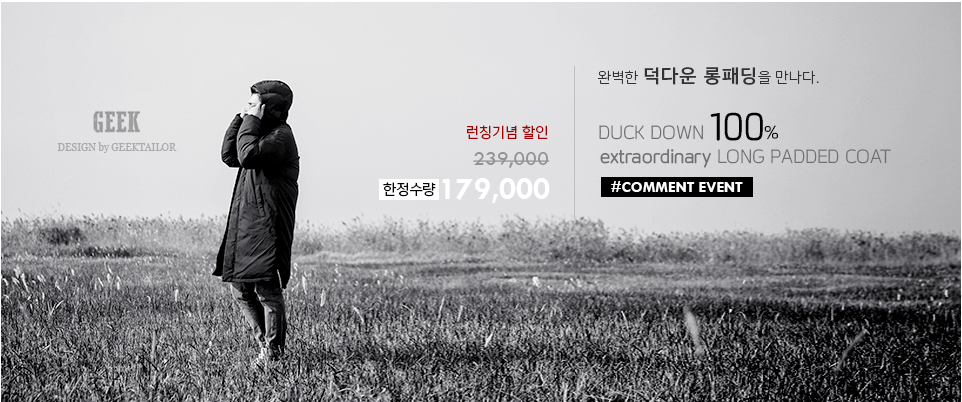 GEEK
DESIGN by GEEKTAILOR
런칭기념 할인
239,000
한정수량 179,000
완벽한 덕다운 롱패딩을 만나다.
DUCK DOWN 100%
extraordinary LONG PADDED COAT
#COMMENT EVENT